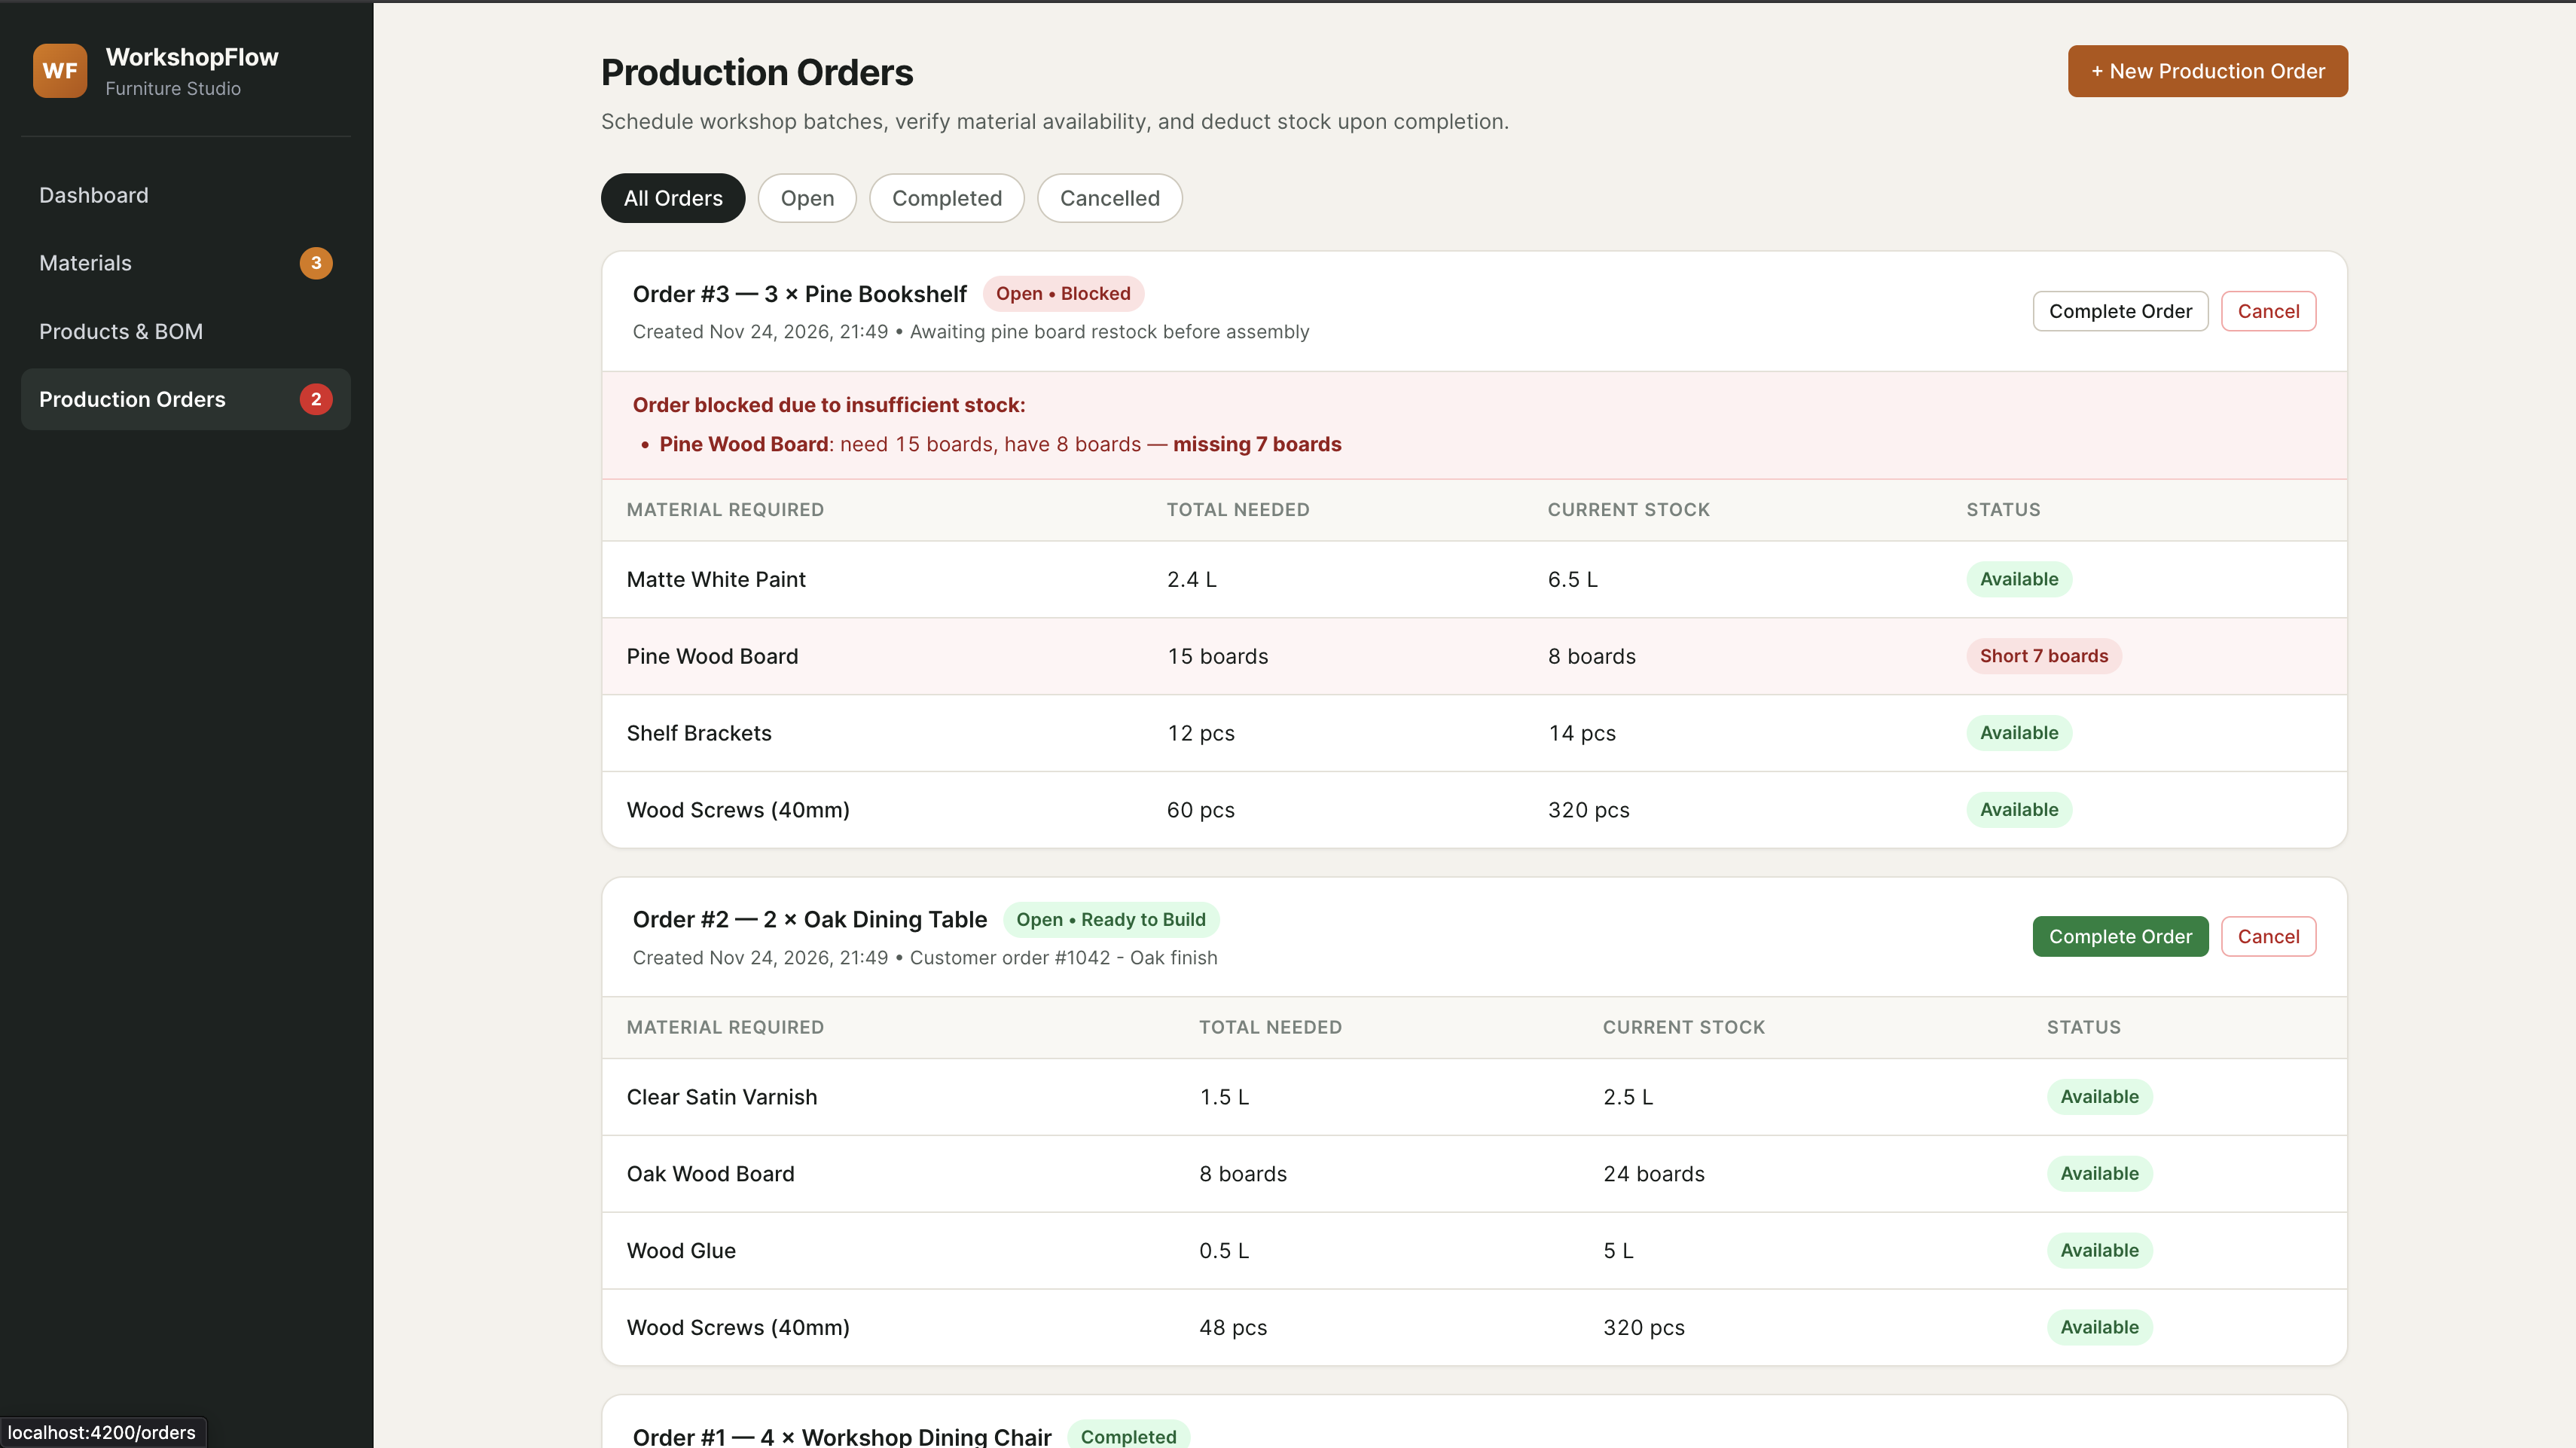 WF
WorkshopFlow
Furniture Studio
Dashboard
Materials 3
Products & BOM
Production Orders 2
Production Orders
+ New Production Order
Schedule workshop batches, verify material availability, and deduct stock upon completion.
All Orders Open Completed Cancelled
Order #3 — 3 × Pine Bookshelf Open • Blocked
Created Nov 24, 2026, 21:49 • Awaiting pine board restock before assembly
Complete Order Cancel
Order blocked due to insufficient stock:
• Pine Wood Board: need 15 boards, have 8 boards — missing 7 boards
MATERIAL REQUIRED TOTAL NEEDED CURRENT STOCK STATUS
Matte White Paint 2.4 L 6.5 L Available
Pine Wood Board 15 boards 8 boards Short 7 boards
Shelf Brackets 12 pcs 14 pcs Available
Wood Screws (40mm) 60 pcs 320 pcs Available
Order #2 — 2 × Oak Dining Table Open • Ready to Build
Created Nov 24, 2026, 21:49 • Customer order #1042 - Oak finish
Complete Order Cancel
MATERIAL REQUIRED TOTAL NEEDED CURRENT STOCK STATUS
Clear Satin Varnish 1.5 L 2.5 L Available
Oak Wood Board 8 boards 24 boards Available
Wood Glue 0.5 L 5 L Available
Wood Screws (40mm) 48 pcs 320 pcs Available
Order #1 — 4 × Workshop Dining Chair Completed
localhost:4200/orders